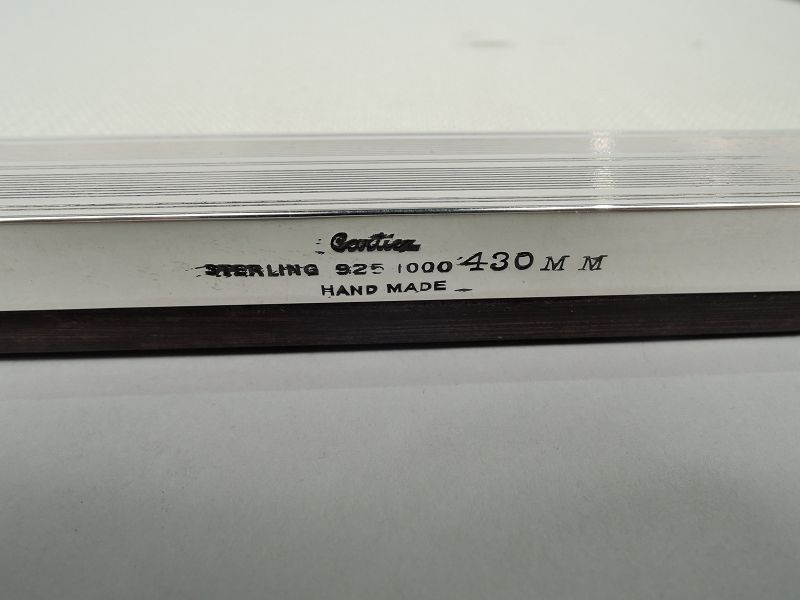 Cartier
STERLING 925 1000 430 M M
HAND MADE